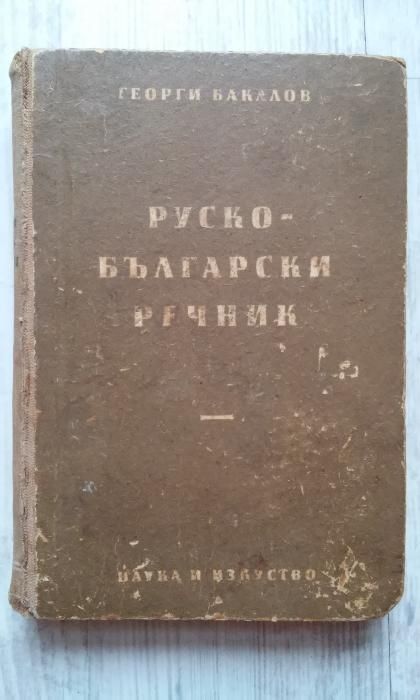 ГЕОРГИ БАКАЛОВ
РУСКО-
БЪЛГАРСКИ
РЕЧНИК
НАУКА И ИЗКУСТВО